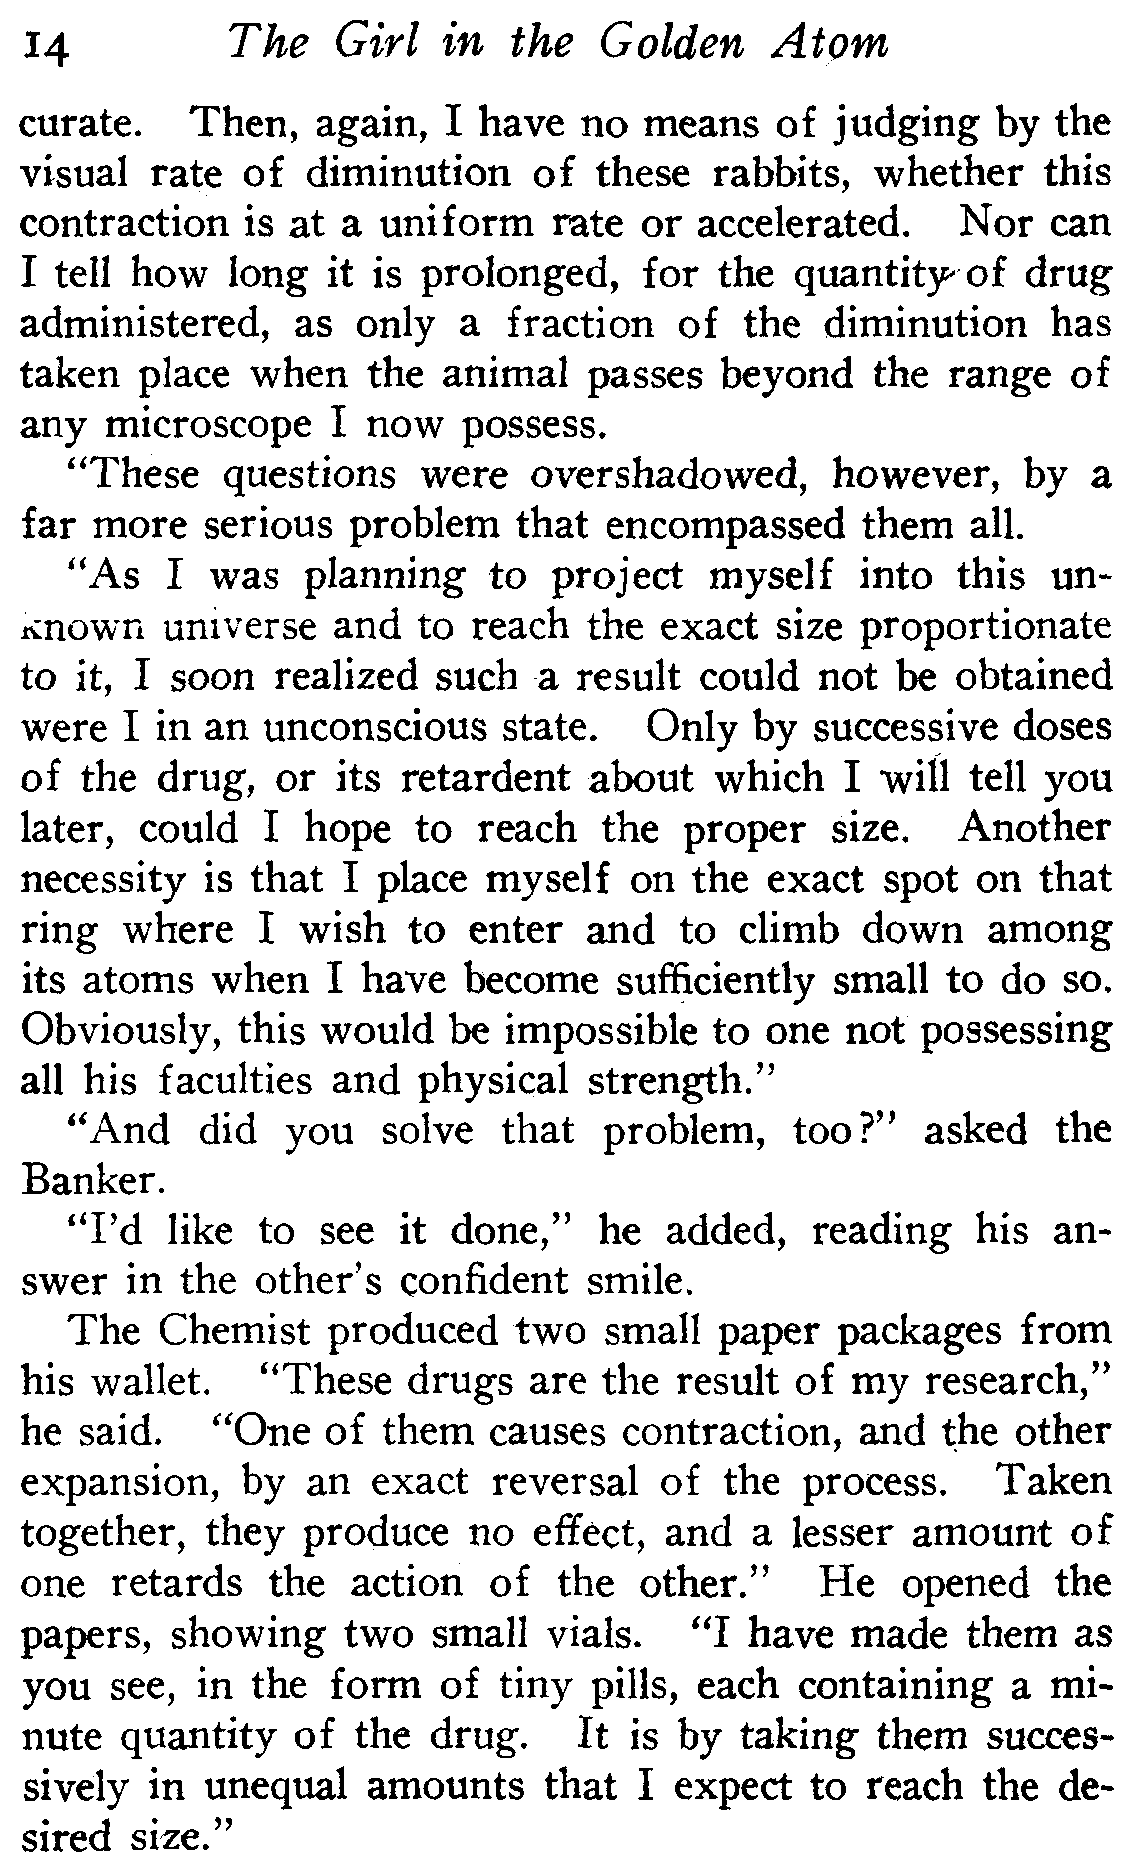 14 The Girl in the Golden Atom
curate. Then, again, I have no means of judging by the
visual rate of diminution of these rabbits, whether this
contraction is at a uniform rate or accelerated. Nor can
I tell how long it is prolonged, for the quantity of drug
administered, as only a fraction of the diminution has
taken place when the animal passes beyond the range of
any microscope I now possess.
"These questions were overshadowed, however, by a
far more serious problem that encompassed them all.
"As I was planning to project myself into this un-
known universe and to reach the exact size proportionate
to it, I soon realized such a result could not be obtained
were I in an unconscious state. Only by successive doses
of the drug, or its retardent about which I will tell you
later, could I hope to reach the proper size. Another
necessity is that I place myself on the exact spot on that
ring where I wish to enter and to climb down among
its atoms when I have become sufficiently small to do so.
Obviously, this would be impossible to one not possessing
all his faculties and physical strength."
"And did you solve that problem, too?" asked the
Banker.
"I'd like to see it done," he added, reading his an-
swer in the other's confident smile.
The Chemist produced two small paper packages from
his wallet. "These drugs are the result of my research,"
he said. "One of them causes contraction, and the other
expansion, by an exact reversal of the process. Taken
together, they produce no effect, and a lesser amount of
one retards the action of the other." He opened the
papers, showing two small vials. "I have made them as
you see, in the form of tiny pills, each containing a mi-
nute quantity of the drug. It is by taking them succes-
sively in unequal amounts that I expect to reach the de-
sired size."